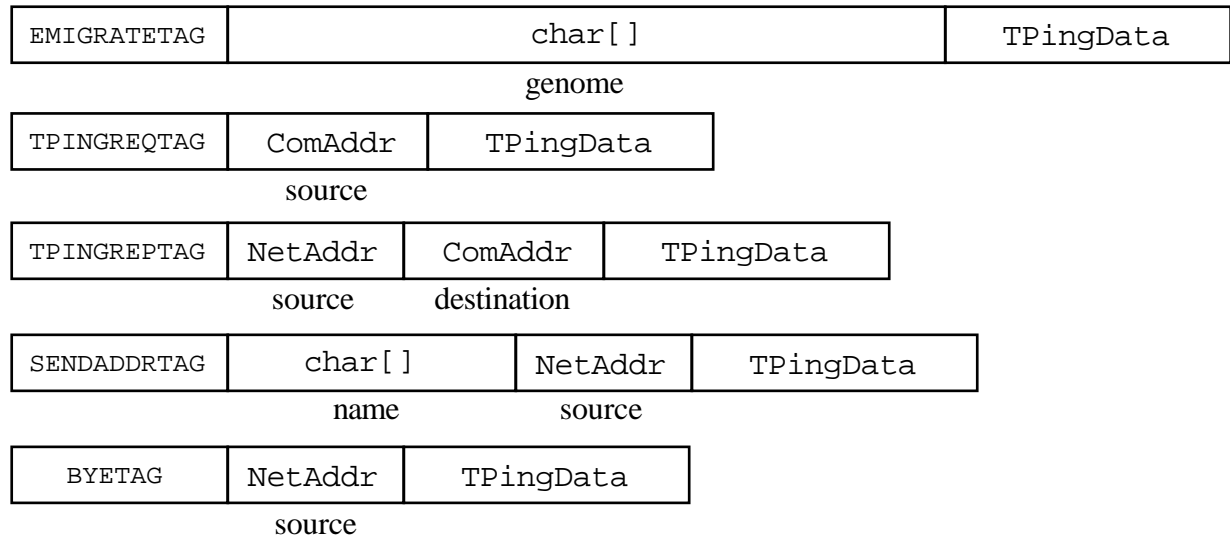 EMIGRATETAG char[] TPingData
genome
TPINGREQTAG ComAddr TPingData
source
TPINGREPTAG NetAddr ComAddr TPingData
source destination
SENDADDRTAG char[] NetAddr TPingData
name source
BYETAG NetAddr TPingData
source